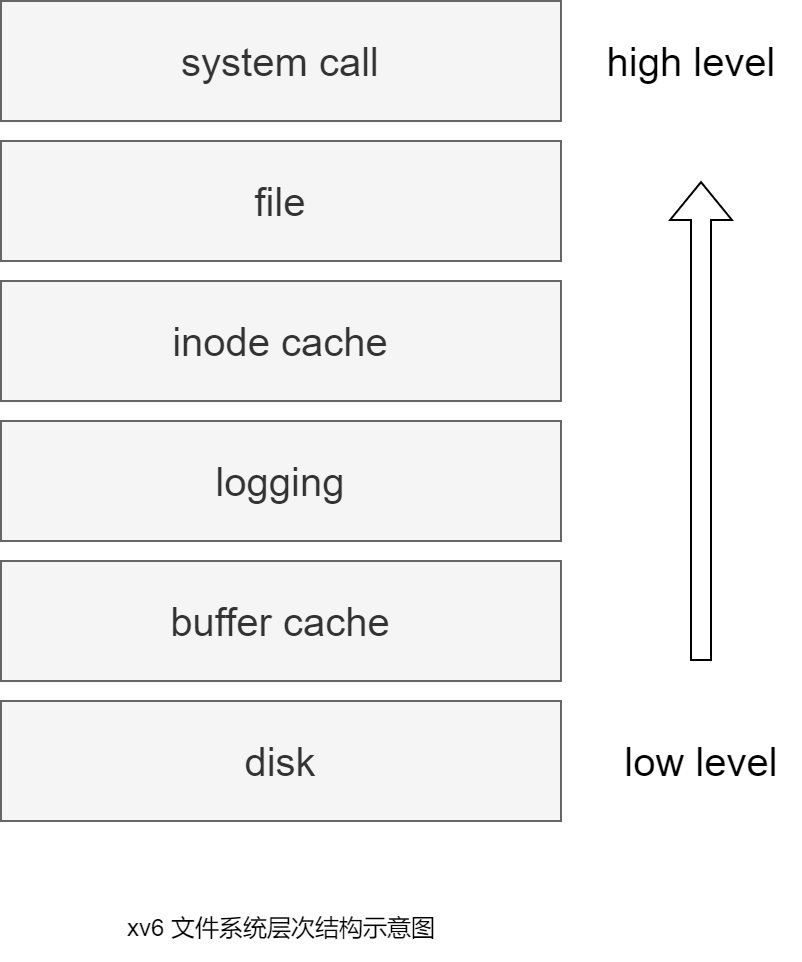 system call
high level
file
inode cache
logging
buffer cache
disk
low level
xv6 文件系统层次结构示意图